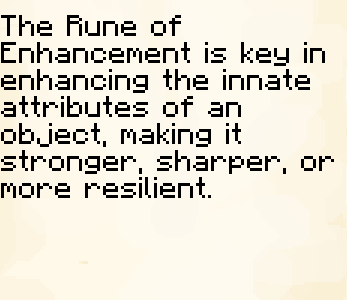 The Rune of
Enhancement is key in
enhancing the innate
attributes of an
object, making it
stronger, sharper, or
more resilient.